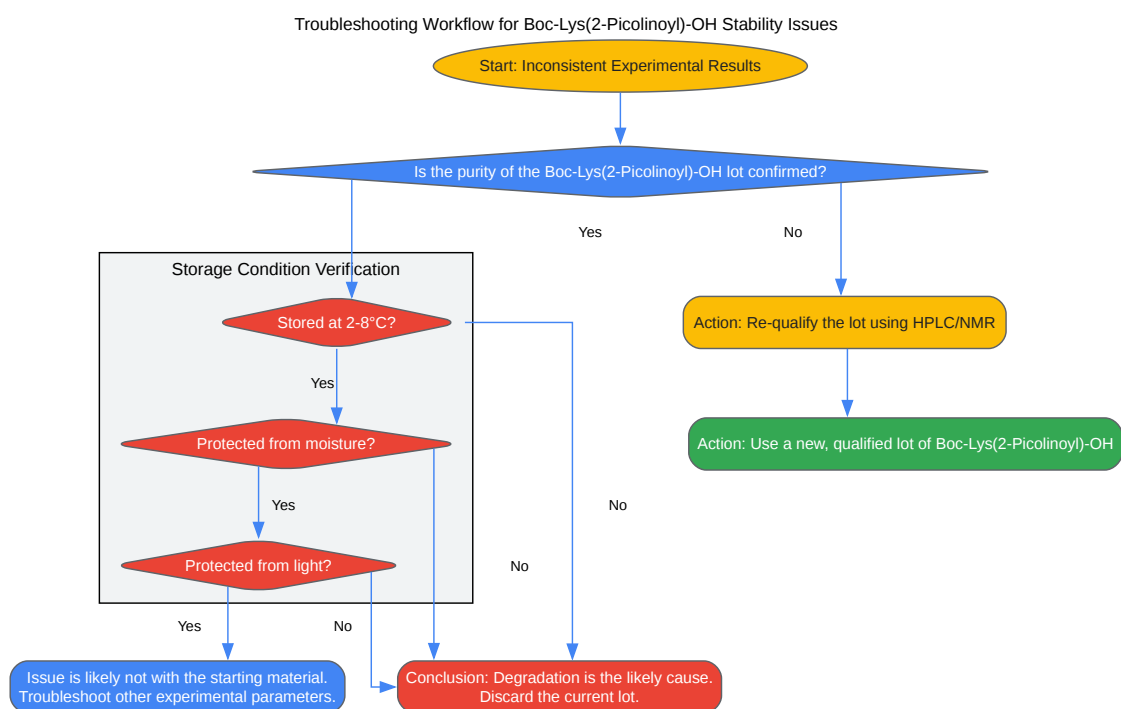 Troubleshooting Workflow for Boc-Lys(2-Picolinoyl)-OH Stability Issues
Start: Inconsistent Experimental Results
Is the purity of the Boc-Lys(2-Picolinoyl)-OH lot confirmed?
Yes
No
Storage Condition Verification
Stored at 2-8°C?
Action: Re-qualify the lot using HPLC/NMR
Yes
Protected from moisture?
Action: Use a new, qualified lot of Boc-Lys(2-Picolinoyl)-OH
Yes
No
Protected from light?
No
Yes
No
Issue is likely not with the starting material.
Troubleshoot other experimental parameters.
Conclusion: Degradation is the likely cause.
Discard the current lot.